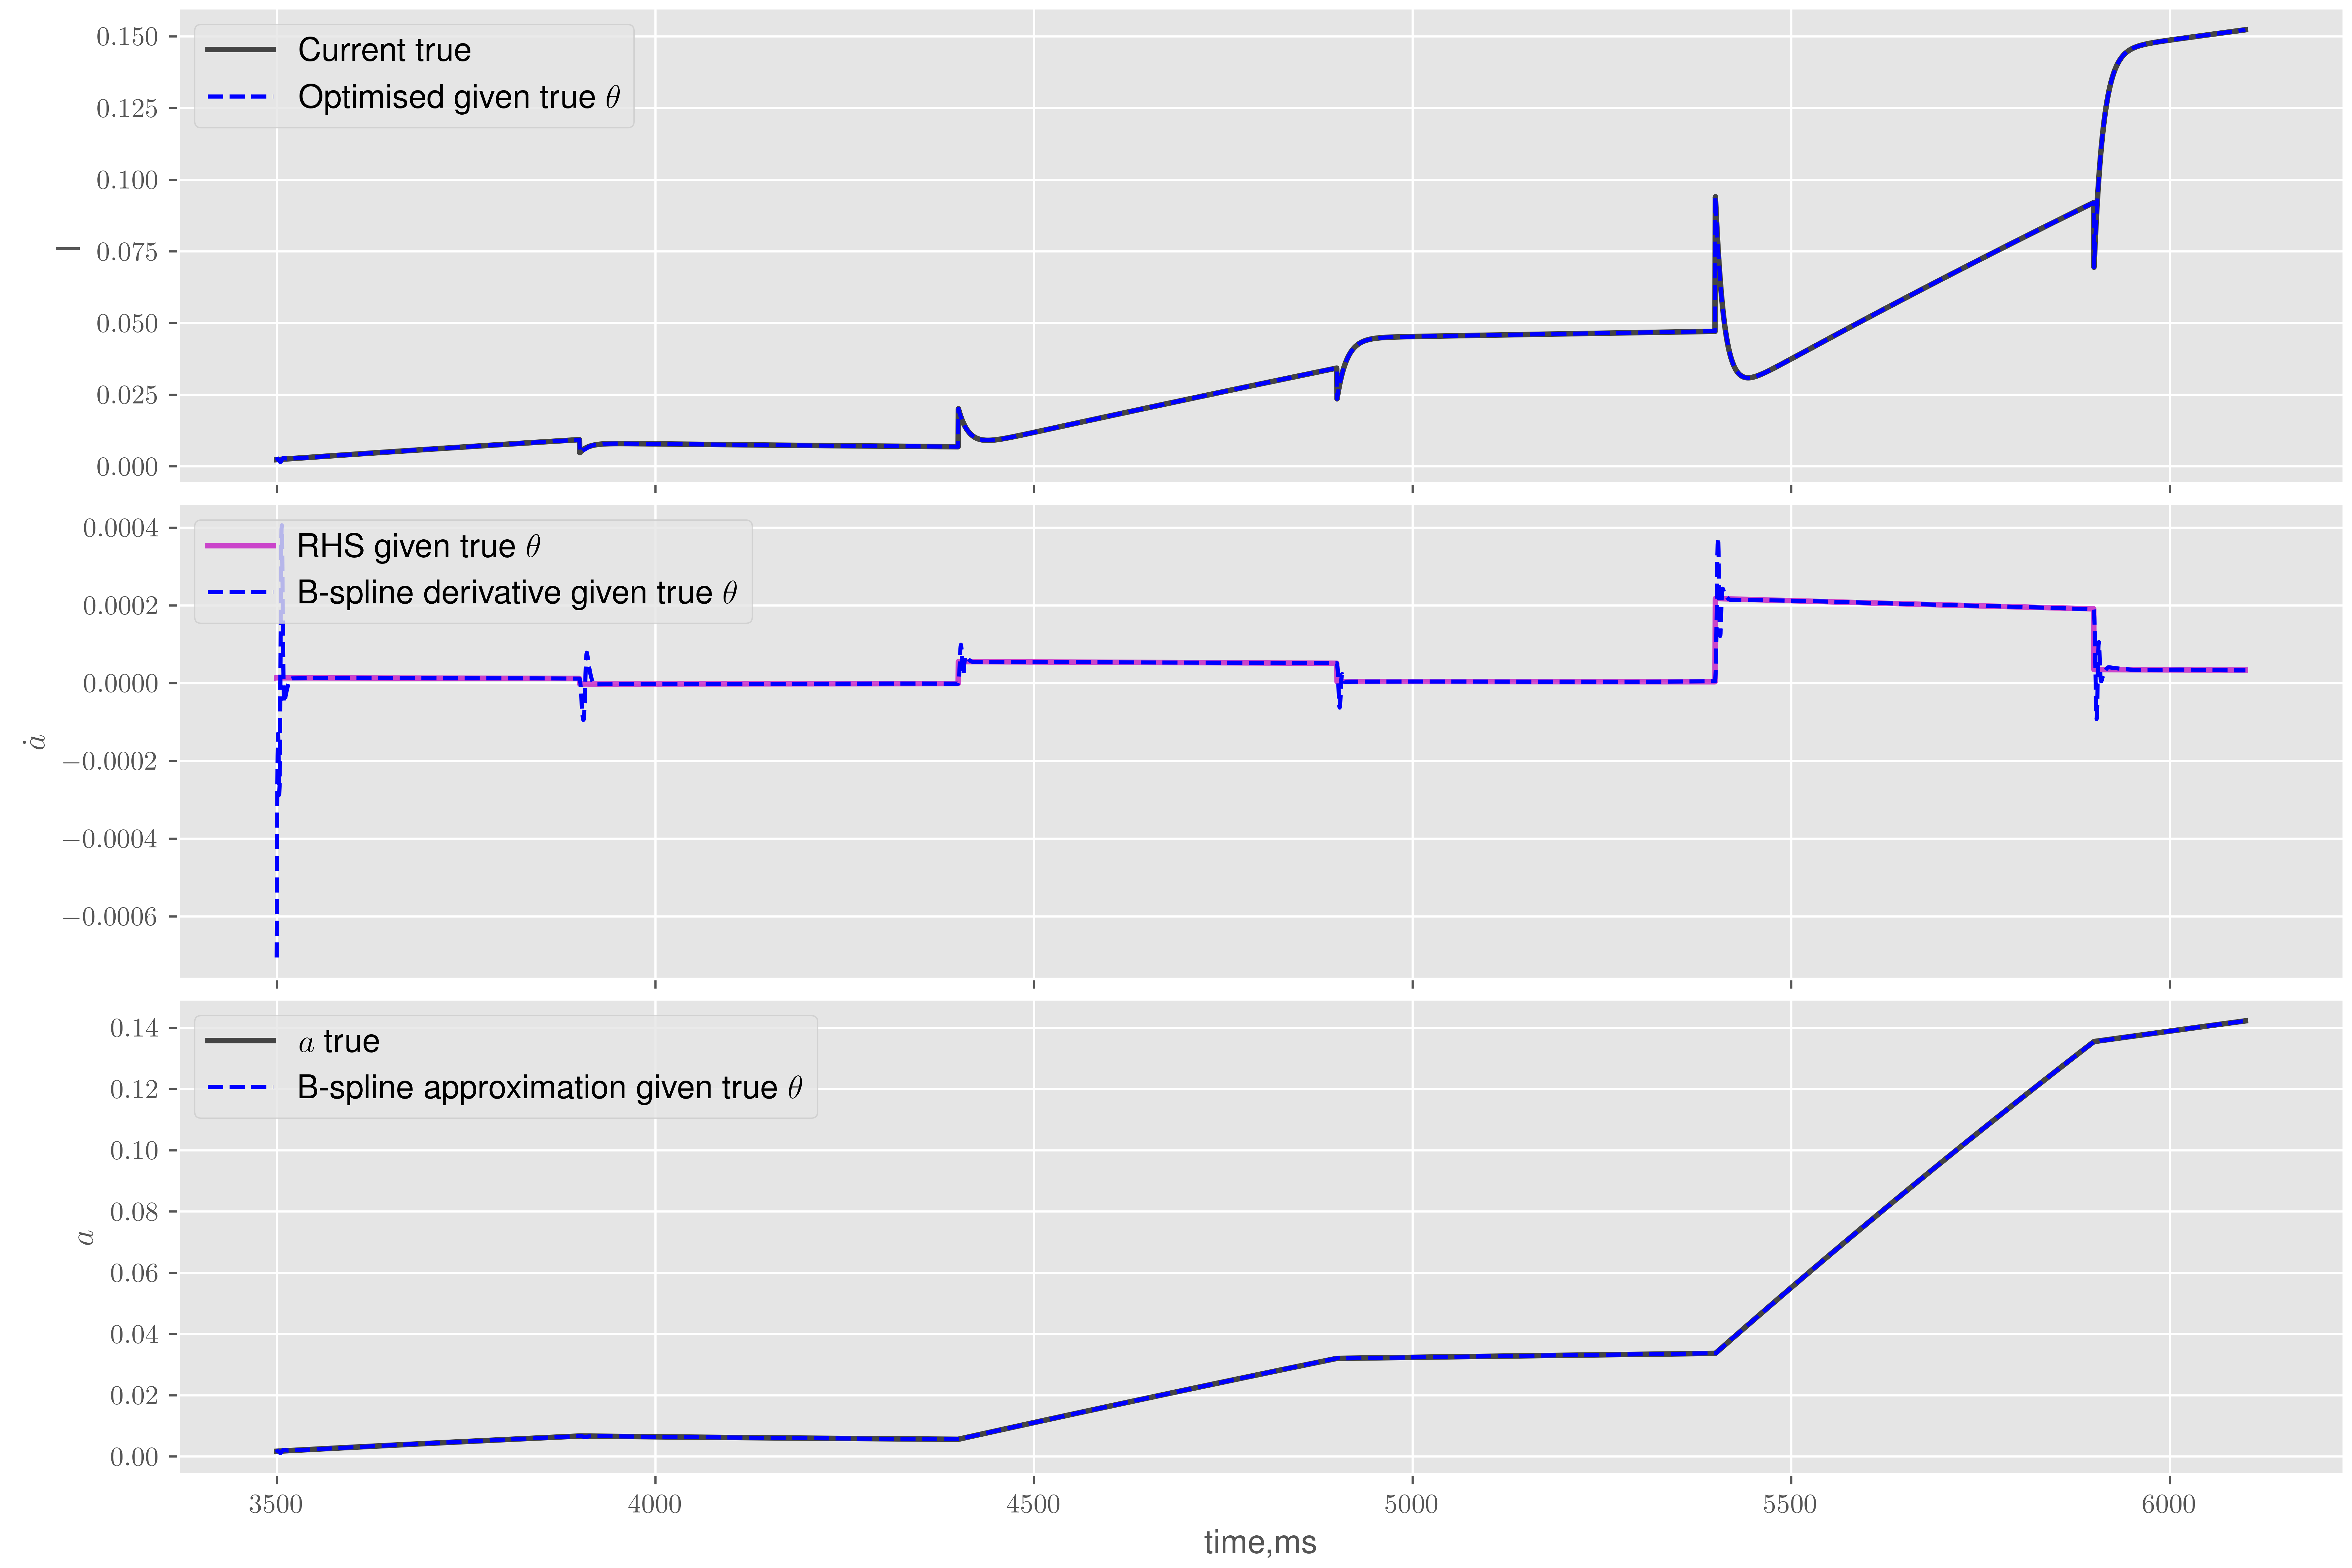 0.150
0.125
0.100
0.075
0.050
0.025
0.000
I
Current true
Optimised given true θ
0.0004
0.0002
0.0000
−0.0002
−0.0004
−0.0006
ȧ
RHS given true θ
B-spline derivative given true θ
0.14
0.12
0.10
0.08
0.06
0.04
0.02
0.00
a
a true
B-spline approximation given true θ
3500 4000 4500 5000 5500 6000
time,ms